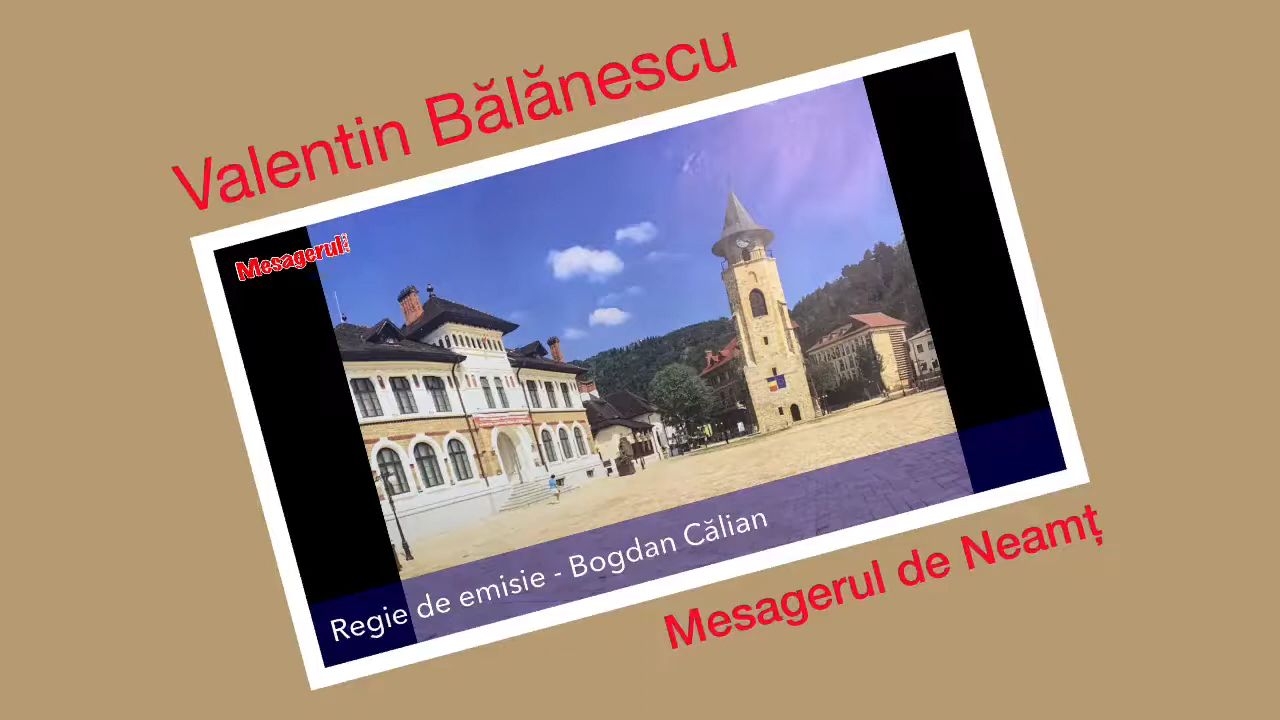 Valentin Bălănescu
Mesagerul
Regie de emisie - Bogdan Călian
Mesagerul de Neamț